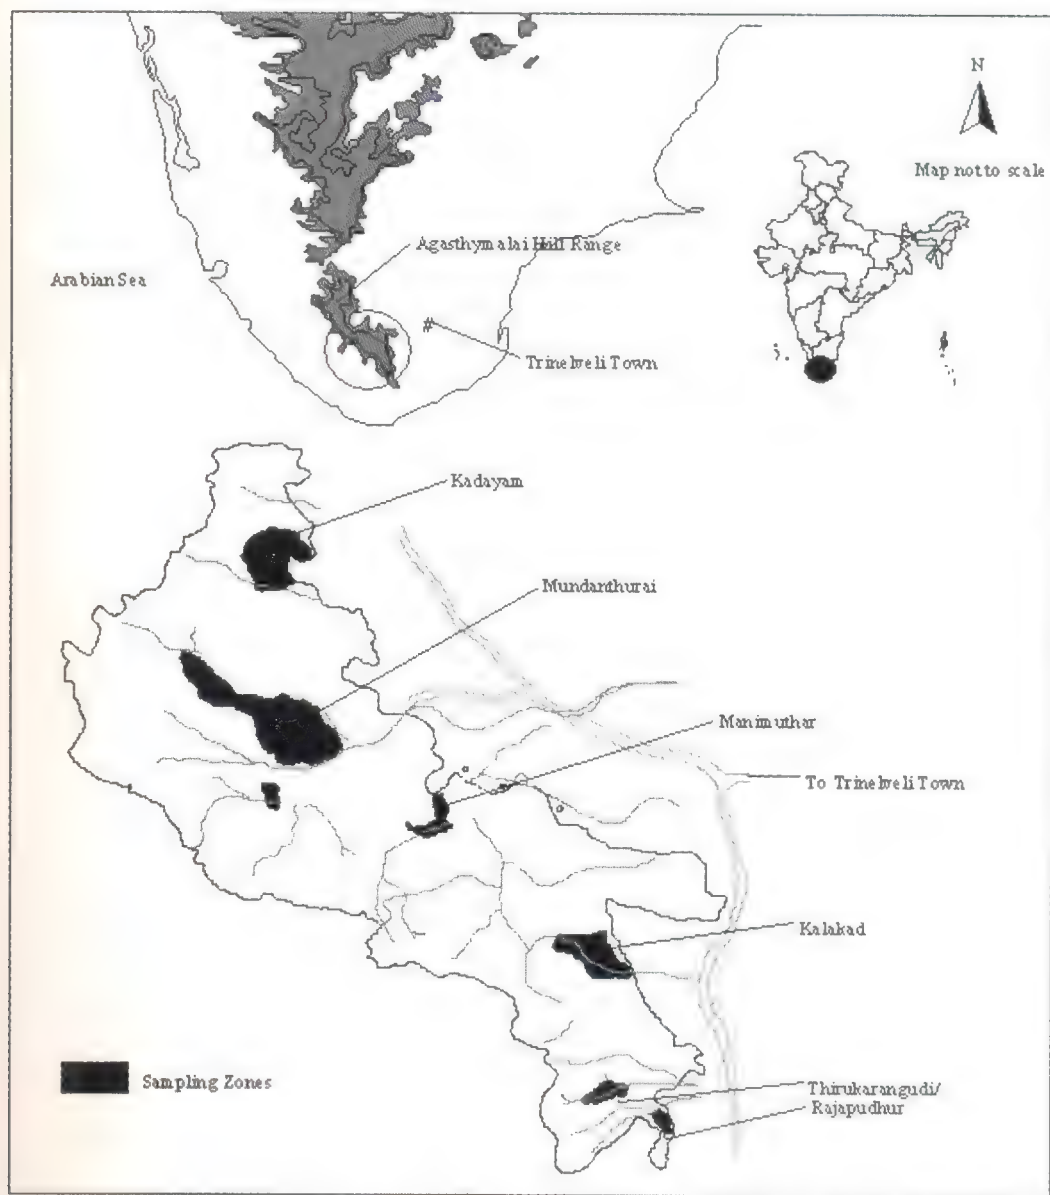 N
Map not to scale
Agasthymalai Hill Range
Arabian Sea
#
Trinelveli Town
Kadayam
Mundanthurai
Manimuthar
To Trinelveli Town
Kalakad
Sampling Zones
Thirukarangudi/
Rajapudhur